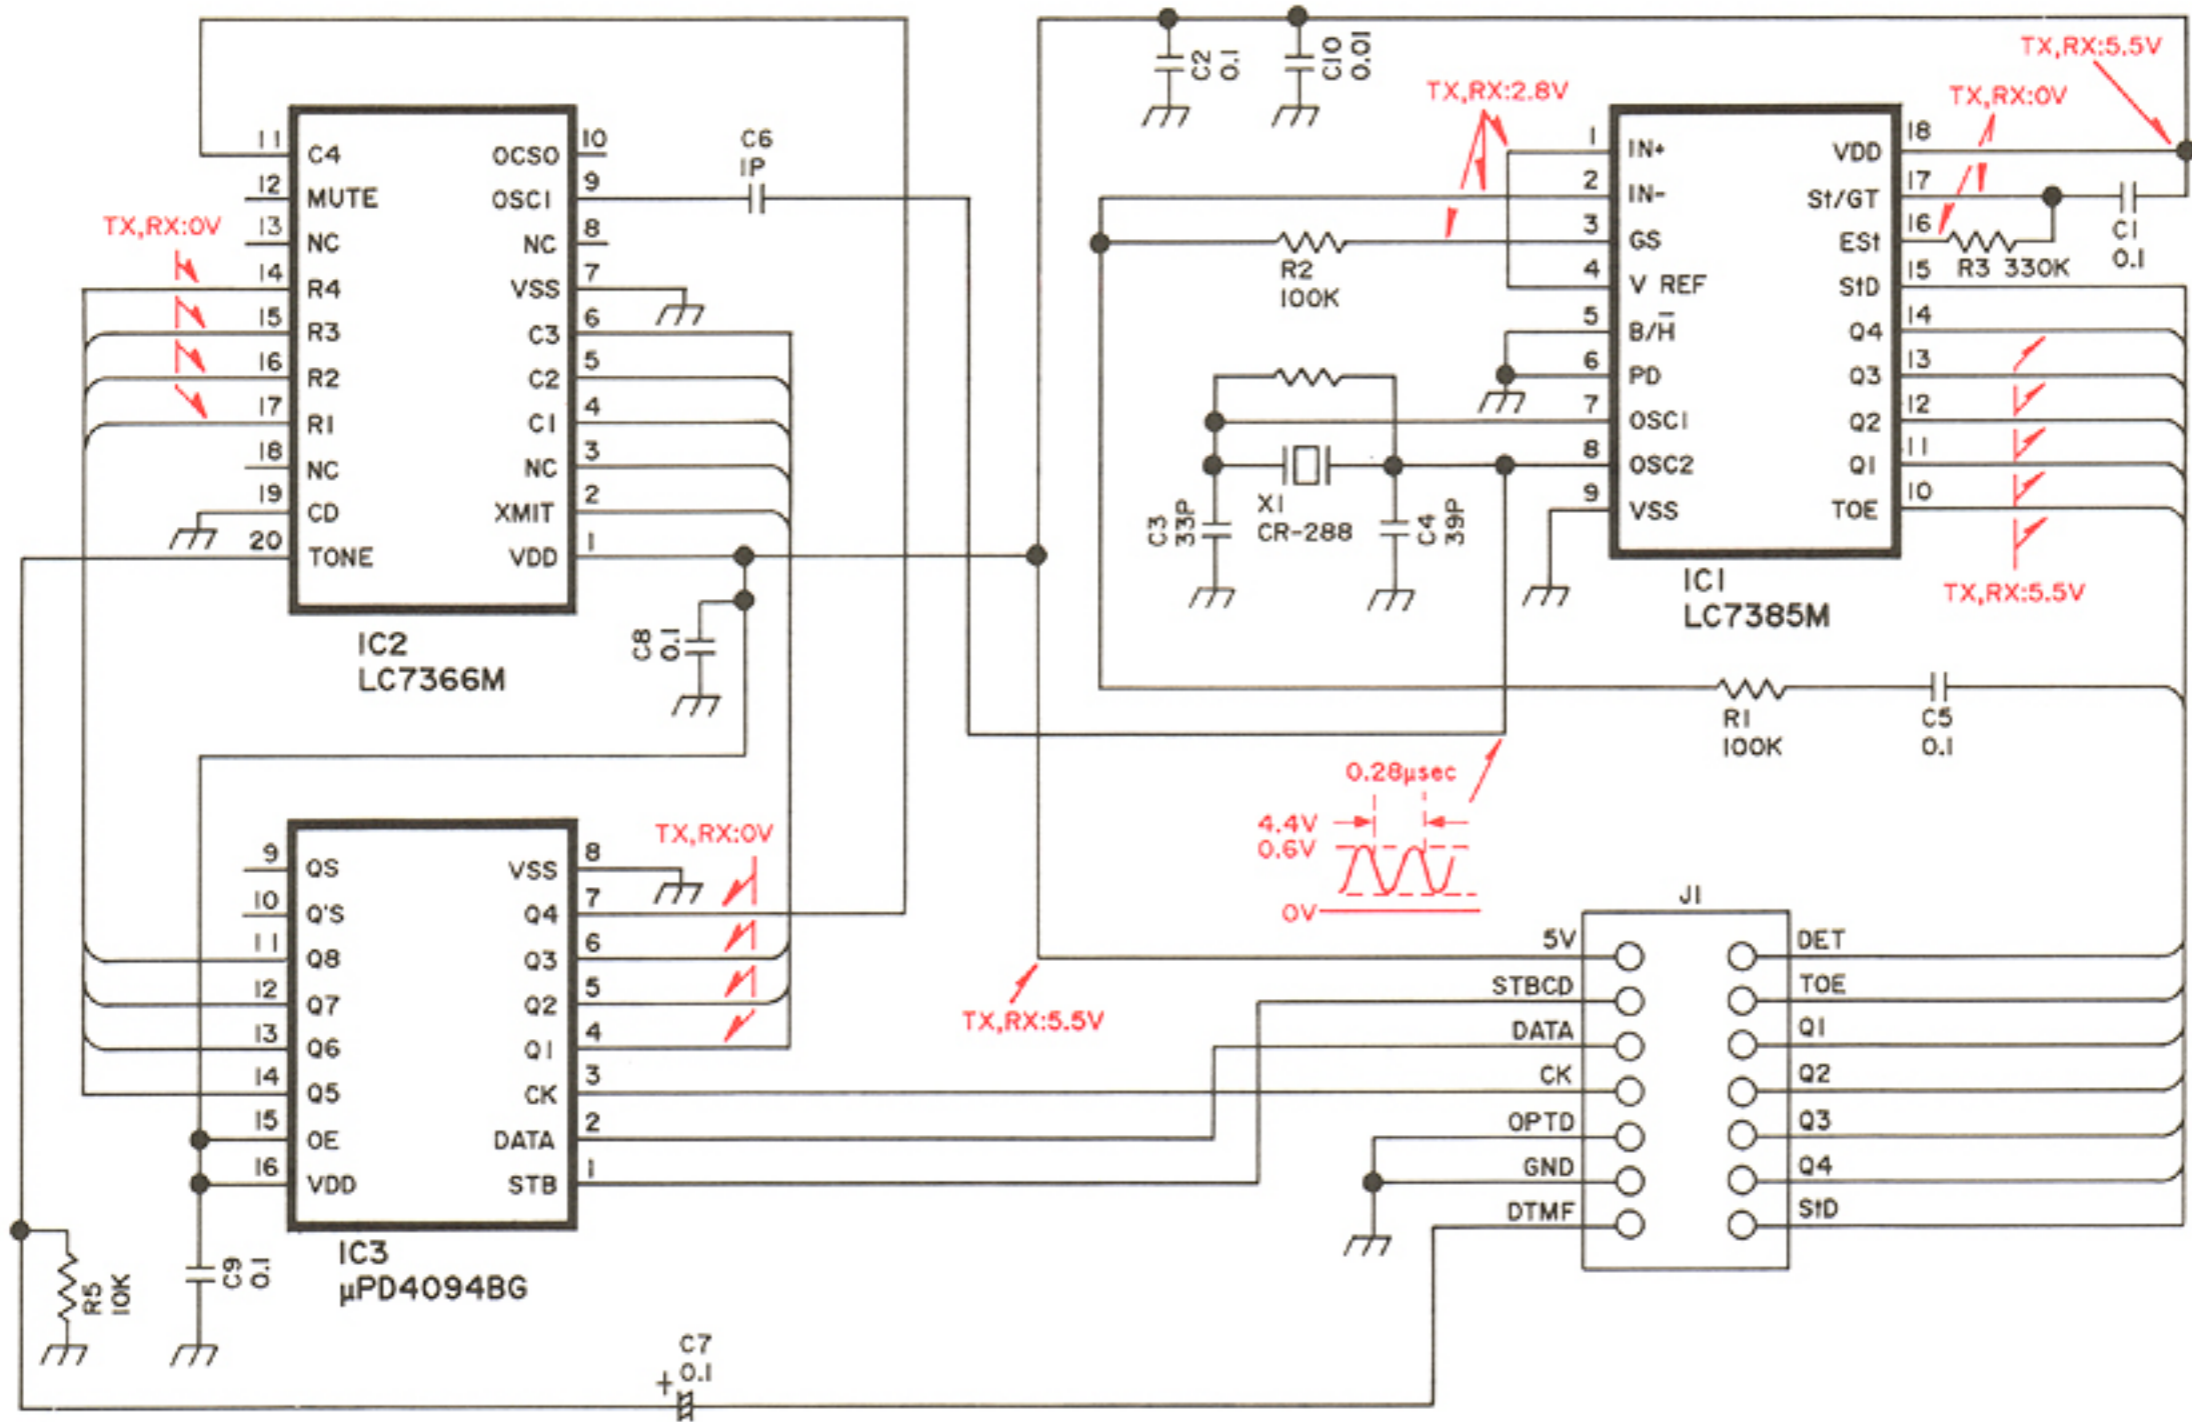 TX,RX:5.5V
C2
0.1
C10
0.01
TX,RX:2.8V
TX,RX:0V
11 C4
12 MUTE
13 NC
14 R4
15 R3
16 R2
17 R1
18 NC
19 CD
20 TONE
OCSO 10
OSCI 9
NC 8
VSS 7
C3 6
C2 5
C1 4
NC 3
XMIT 2
VDD 1
TX,RX:0V
IC2
LC7366M
C6
1P
C8
0.1
1 IN+
2 IN-
3 GS
4 V REF
5 B/H̅
6 PD
7 OSC1
8 OSC2
9 VSS
VDD 18
St/GT 17
ESt 16
StD 15
Q4 14
Q3 13
Q2 12
Q1 11
TOE 10
IC1
LC7385M
R2
100K
R3 330K
C1
0.1
C3
33P
X1
CR-288
C4
39P
TX,RX:5.5V
R1
100K
C5
0.1
0.28µsec
4.4V
0.6V
0V
9 QS
10 Q'S
11 Q8
12 Q7
13 Q6
14 Q5
15 OE
16 VDD
VSS 8
Q4 7
Q3 6
Q2 5
Q1 4
CK 3
DATA 2
STB 1
TX,RX:0V
IC3
µPD4094BG
TX,RX:5.5V
J1
5V
STBCD
DATA
CK
OPTD
GND
DTMF
DET
TOE
Q1
Q2
Q3
Q4
StD
R5
10K
C9
0.1
C7
+ 0.1